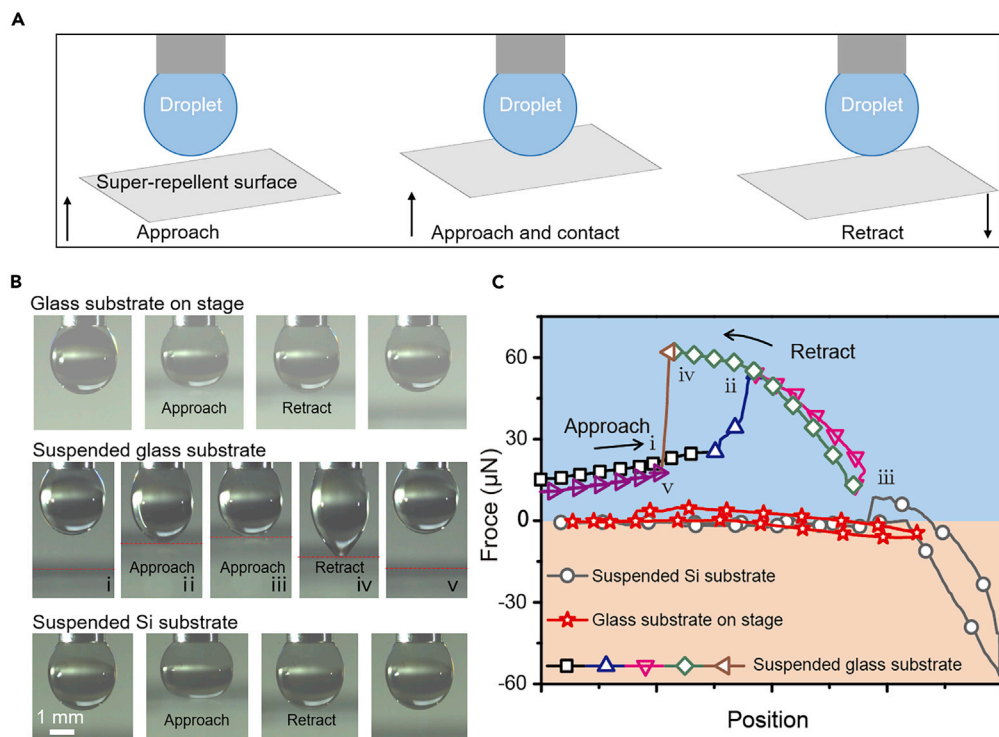 A
Droplet
Droplet
Droplet
Super-repellent surface
Approach
Approach and contact
Retract
B
Glass substrate on stage
Approach
Retract
Suspended glass substrate
i
Approach
ii
Approach
iii
Retract
iv
v
Suspended Si substrate
1 mm
Approach
Retract
C
Froce (µN)
60
30
0
-30
-60
Retract
Approach
i
ii
iii
iv
v
Suspended Si substrate
Glass substrate on stage
Suspended glass substrate
Position